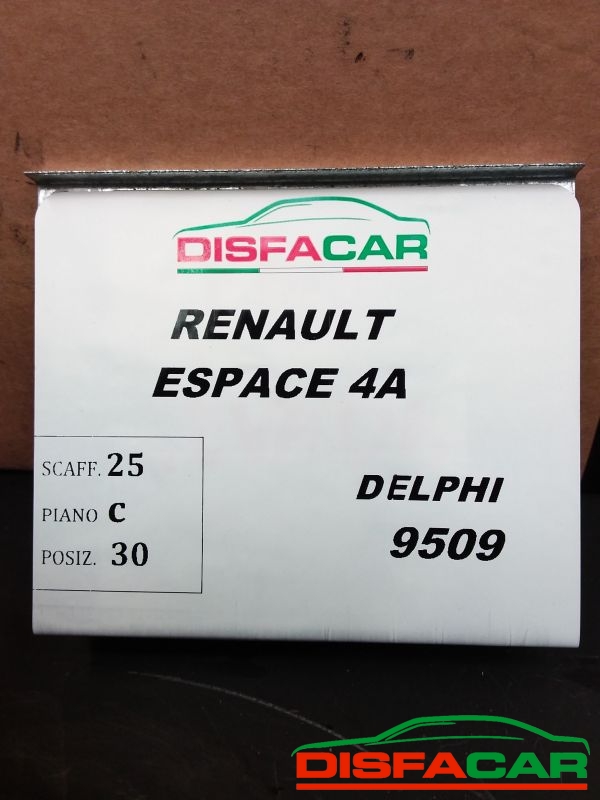 DISFACAR
RENAULT
ESPACE 4A
SCAFF. 25
PIANO C
POSIZ. 30
DELPHI
9509
DISFACAR